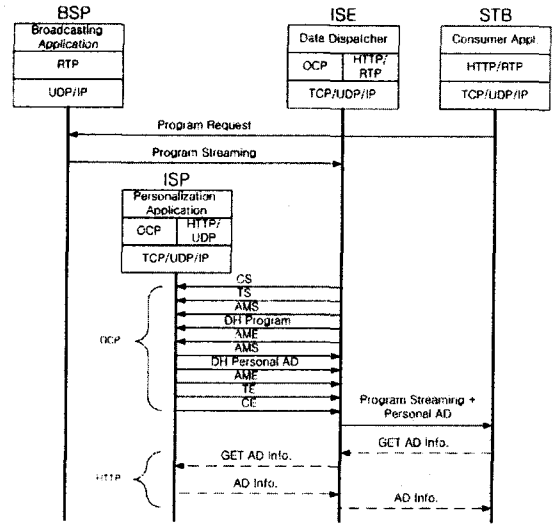 BSP
ISE
STB
Broadcasting
Application
RTP
UDP/IP
Data Dispatcher
OCP
HTTP/
RTP
TCP/UDP/IP
Consumer Appl.
HTTP/RTP
TCP/UDP/IP
Program Request
Program Streaming
ISP
Personalization
Application
OCP
HTTP/
UDP
TCP/UDP/IP
OCP
CS
TS
AMS
DH Program
AME
AMS
DH Personal AD
AME
TE
CE
Program Streaming +
Personal AD
GET AD Info.
GET AD Info.
HTTP
AD Info.
AD Info.